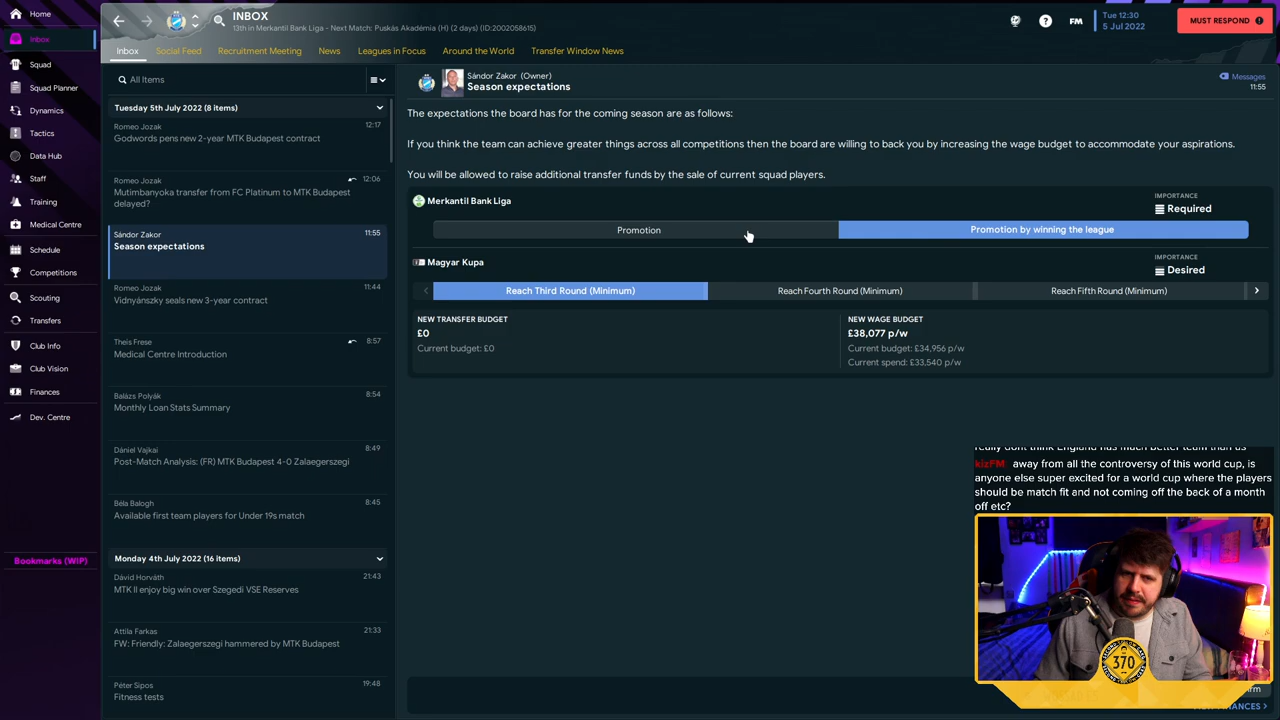 INBOX
13th in Merkantil Bank Liga - Next Match: Puskás Akadémia (H) (2 days) (ID:2002058615)
FM
Tue 12:30
5 Jul 2022
MUST RESPOND
Home
Inbox
Squad
Squad Planner
Dynamics
Tactics
Data Hub
Staff
Training
Medical Centre
Schedule
Competitions
Scouting
Transfers
Club Info
Club Vision
Finances
Dev. Centre
Bookmarks (WIP)
Inbox Social Feed Recruitment Meeting News Leagues in Focus Around the World Transfer Window News
All Items
Tuesday 5th July 2022 (8 items)
Romeo Jozak 12:17
Godwords pens new 2-year MTK Budapest contract
Romeo Jozak 12:06
Mutimbanyoka transfer from FC Platinum to MTK Budapest
delayed?
Sándor Zakor 11:55
Season expectations
Romeo Jozak 11:44
Vidnyánszky seals new 3-year contract
Theis Frese 8:57
Medical Centre Introduction
Balázs Polyák 8:54
Monthly Loan Stats Summary
Dániel Vajkai 8:49
Post-Match Analysis: (FR) MTK Budapest 4-0 Zalaegerszegi
Béla Balogh 8:45
Available first team players for Under 19s match
Monday 4th July 2022 (16 items)
Dávid Horváth 21:43
MTK II enjoy big win over Szegedi VSE Reserves
Attila Farkas 21:33
FW: Friendly: Zalaegerszegi hammered by MTK Budapest
Péter Sipos 19:48
Fitness tests
Sándor Zakor (Owner)
Season expectations
Messages
11:55
The expectations the board has for the coming season are as follows:
If you think the team can achieve greater things across all competitions then the board are willing to back you by increasing the wage budget to accommodate your aspirations.
You will be allowed to raise additional transfer funds by the sale of current squad players.
Merkantil Bank Liga
IMPORTANCE
Required
Promotion Promotion by winning the league
Magyar Kupa
IMPORTANCE
Desired
Reach Third Round (Minimum) Reach Fourth Round (Minimum) Reach Fifth Round (Minimum)
NEW TRANSFER BUDGET
£0
Current budget: £0
NEW WAGE BUDGET
£38,077 p/w
Current budget: £34,956 p/w
Current spend: £33,540 p/w
really dont think England has much better team than us
kizFM away from all the controversy of this world cup, is
anyone else super excited for a world cup where the players
should be match fit and not coming off the back of a month
off etc?
370